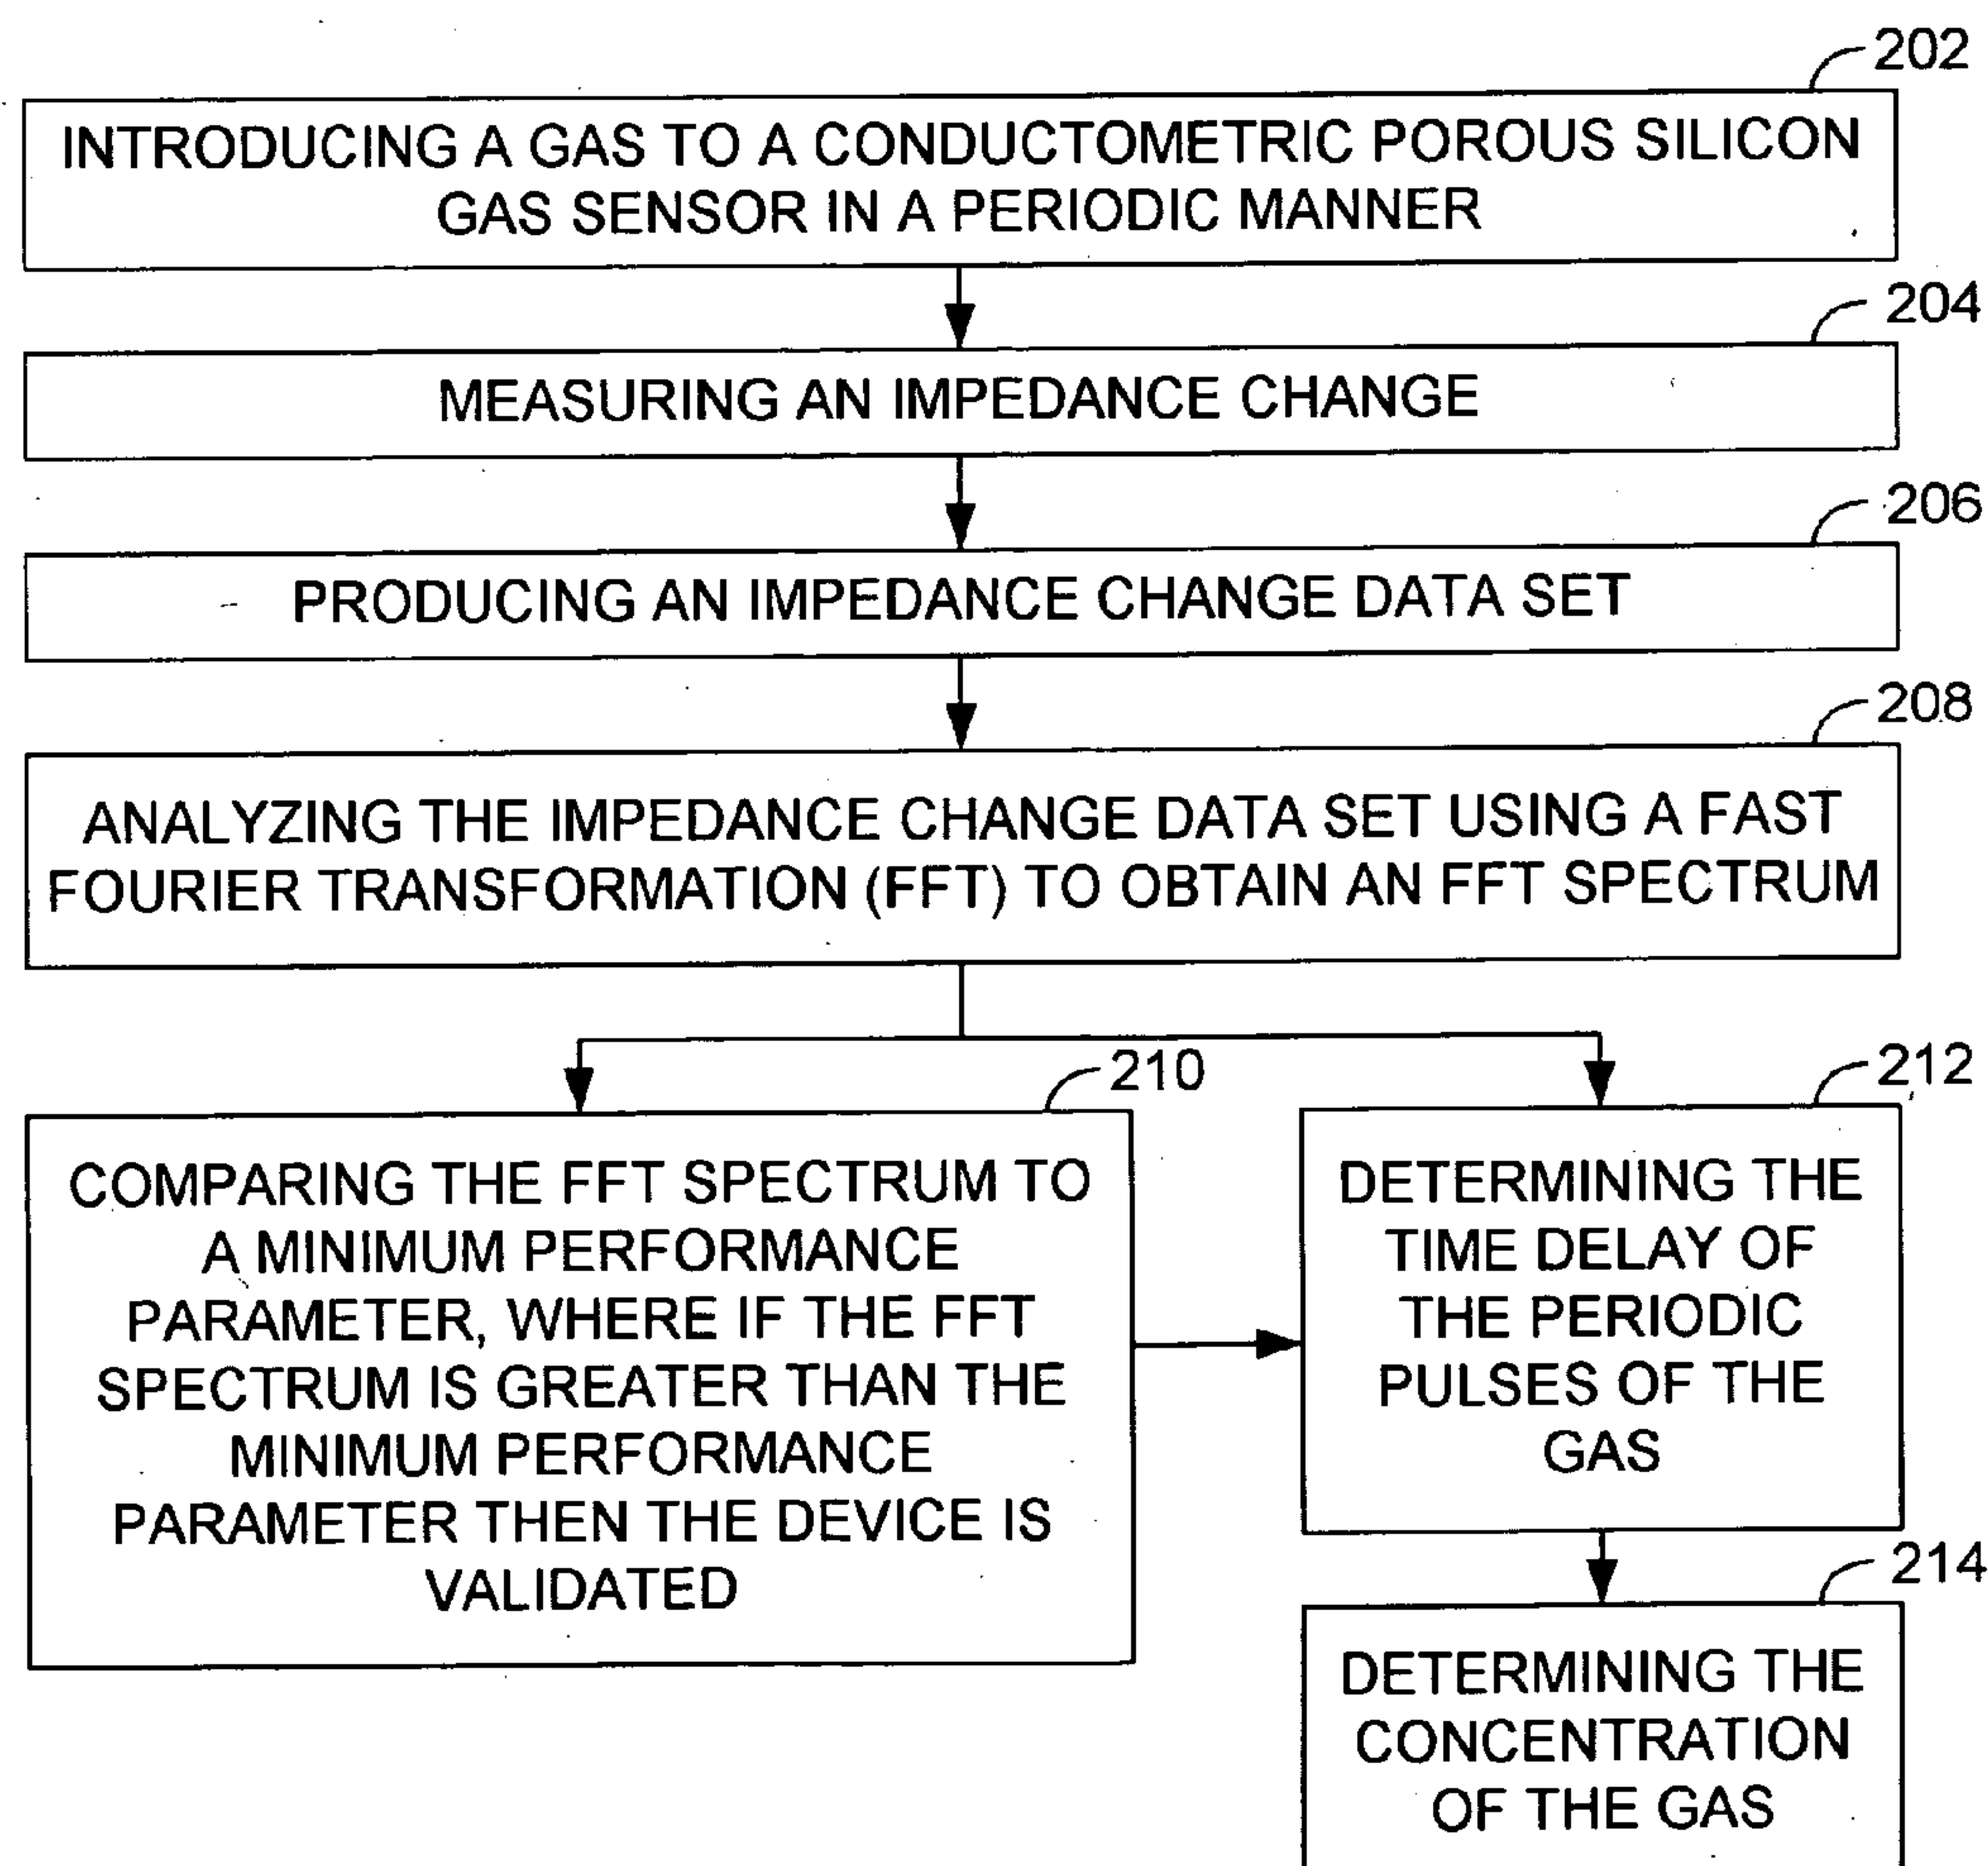 202
INTRODUCING A GAS TO A CONDUCTOMETRIC POROUS SILICON
GAS SENSOR IN A PERIODIC MANNER
204
MEASURING AN IMPEDANCE CHANGE
206
PRODUCING AN IMPEDANCE CHANGE DATA SET
208
ANALYZING THE IMPEDANCE CHANGE DATA SET USING A FAST
FOURIER TRANSFORMATION (FFT) TO OBTAIN AN FFT SPECTRUM
210
COMPARING THE FFT SPECTRUM TO
A MINIMUM PERFORMANCE
PARAMETER, WHERE IF THE FFT
SPECTRUM IS GREATER THAN THE
MINIMUM PERFORMANCE
PARAMETER THEN THE DEVICE IS
VALIDATED
212
DETERMINING THE
TIME DELAY OF
THE PERIODIC
PULSES OF THE
GAS
214
DETERMINING THE
CONCENTRATION
OF THE GAS